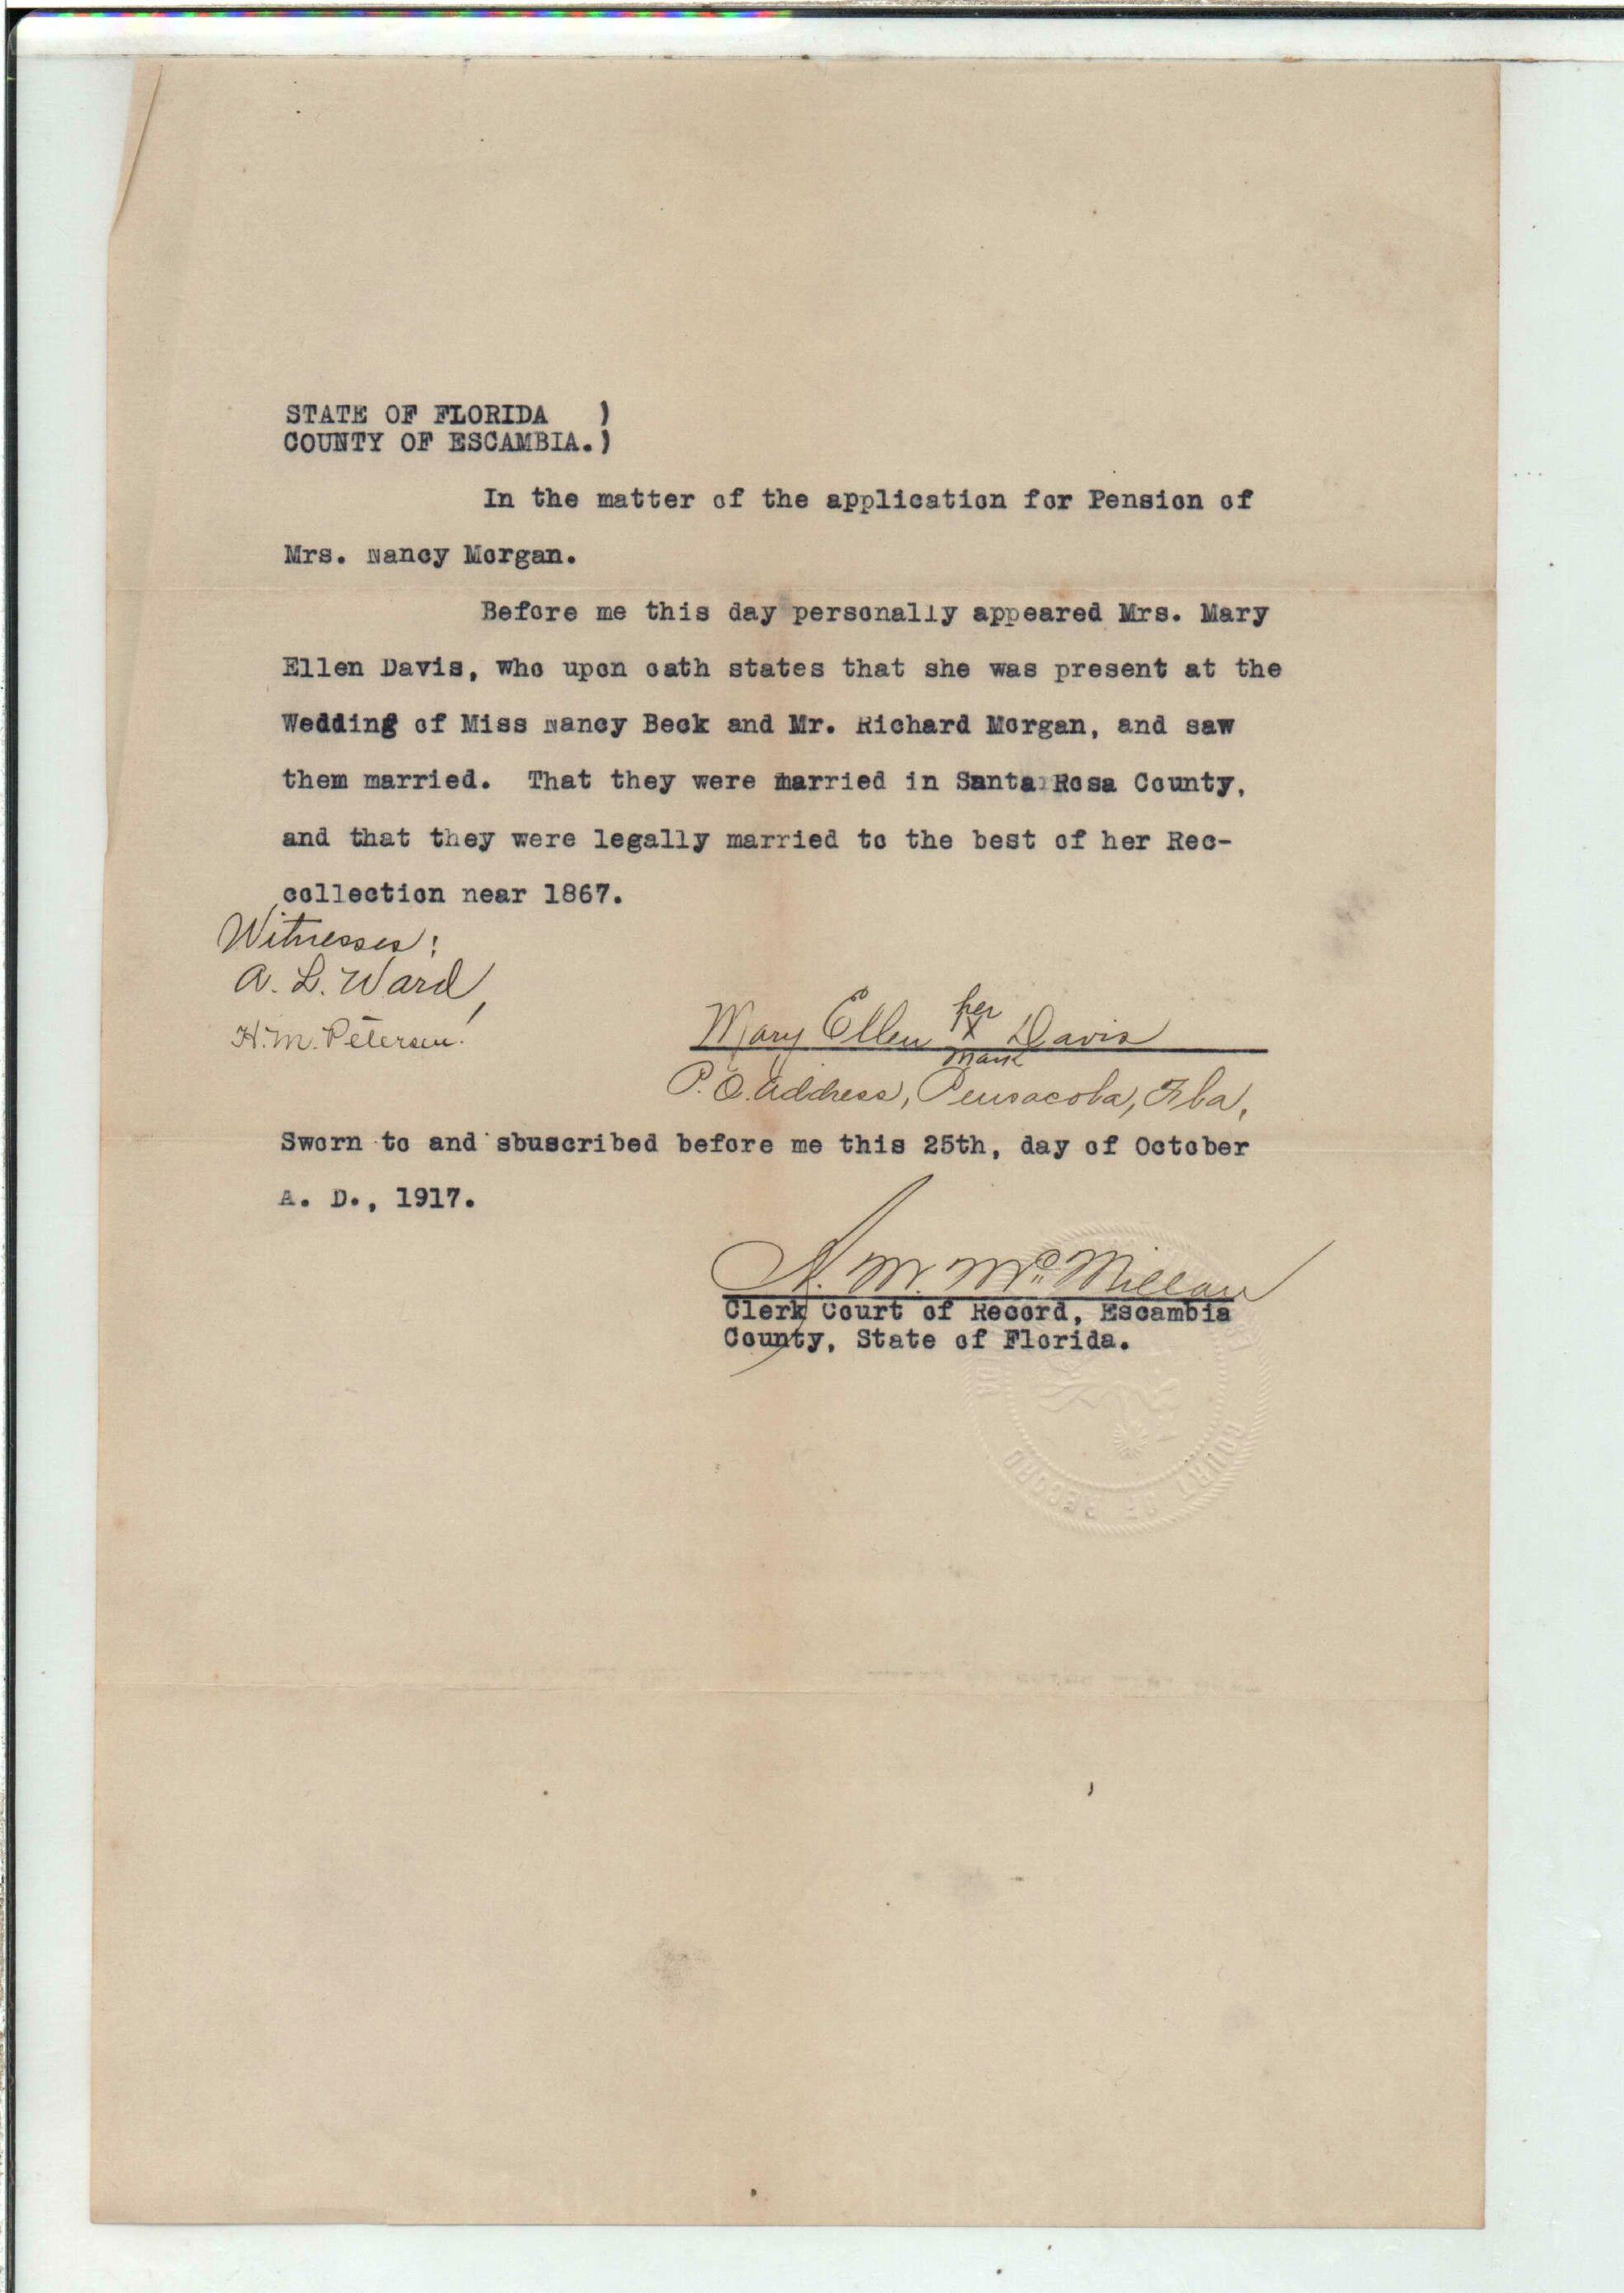 STATE OF FLORIDA )
COUNTY OF ESCAMBIA.)
In the matter of the application for Pension of
Mrs. Nancy Morgan.
Before me this day personally appeared Mrs. Mary
Ellen Davis, who upon oath states that she was present at the
Wedding of Miss Nancy Beck and Mr. Richard Morgan, and saw
them married. That they were married in Santa Rosa County,
and that they were legally married to the best of her Rec-
collection near 1867.
Witnesses:
A. L. Ward,
H. M. Petersen.
her
Mary Ellen X Davis
mark
P. O. Address, Pensacola, Fla,
Sworn to and sbuscribed before me this 25th, day of October
A. D., 1917.
A. M. McMillan
Clerk Court of Record, Escambia
County, State of Florida.
COURT OF RECORD